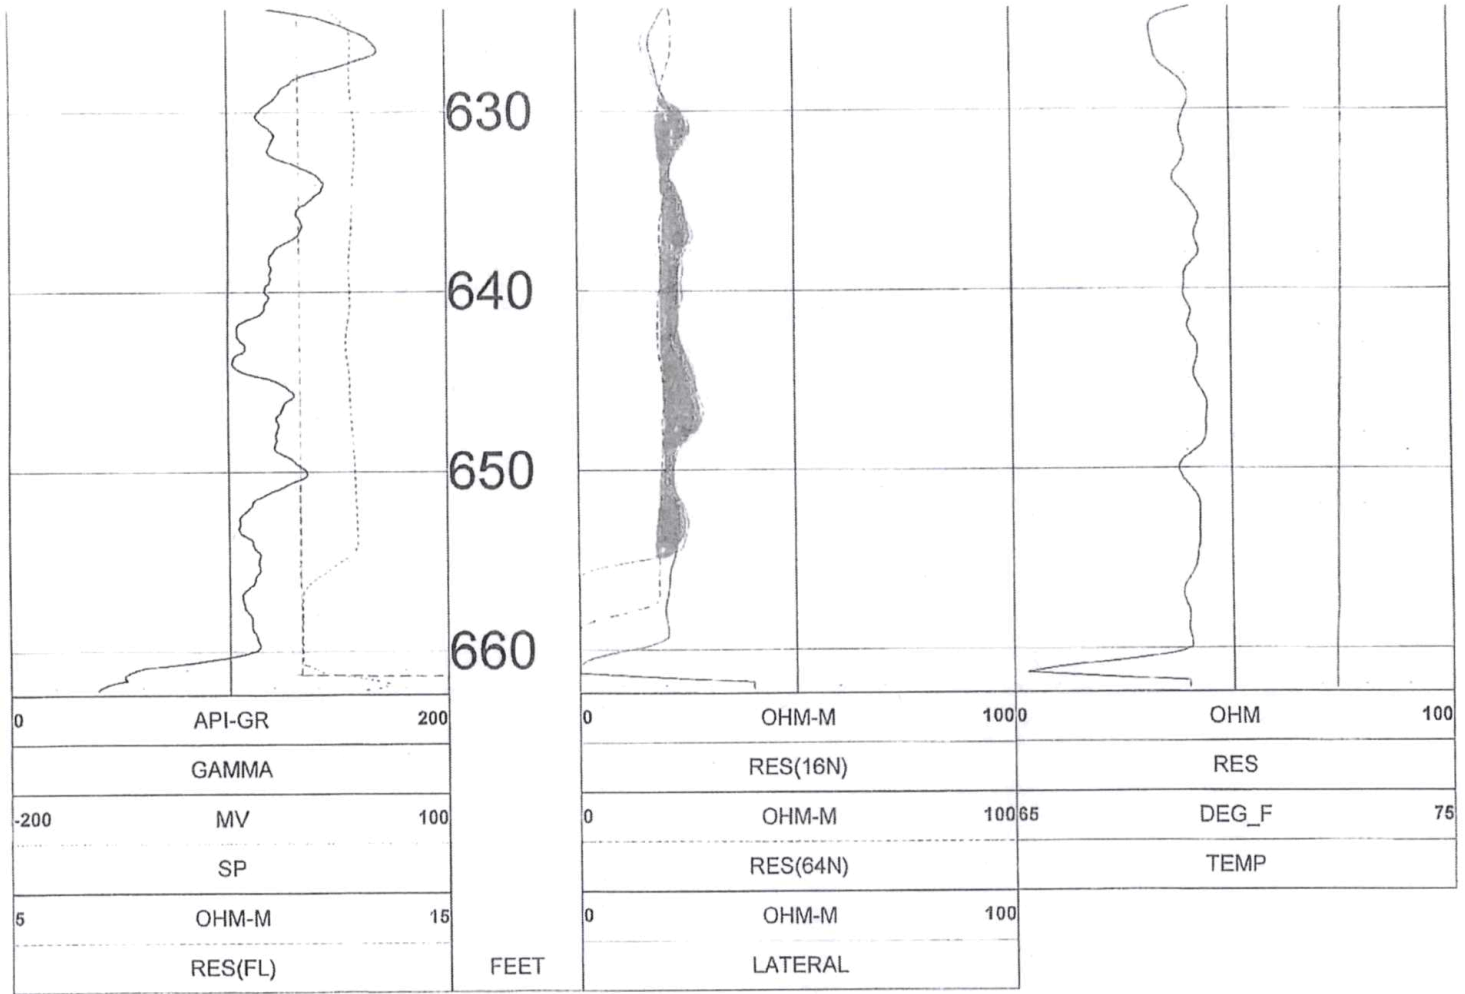 630
640
650
660
0 API-GR 200 0 OHM-M 100 0 OHM 100
GAMMA RES(16N) RES
-200 MV 100 0 OHM-M 100 65 DEG_F 75
SP RES(64N) TEMP
5 OHM-M 15 0 OHM-M 100
RES(FL) FEET LATERAL